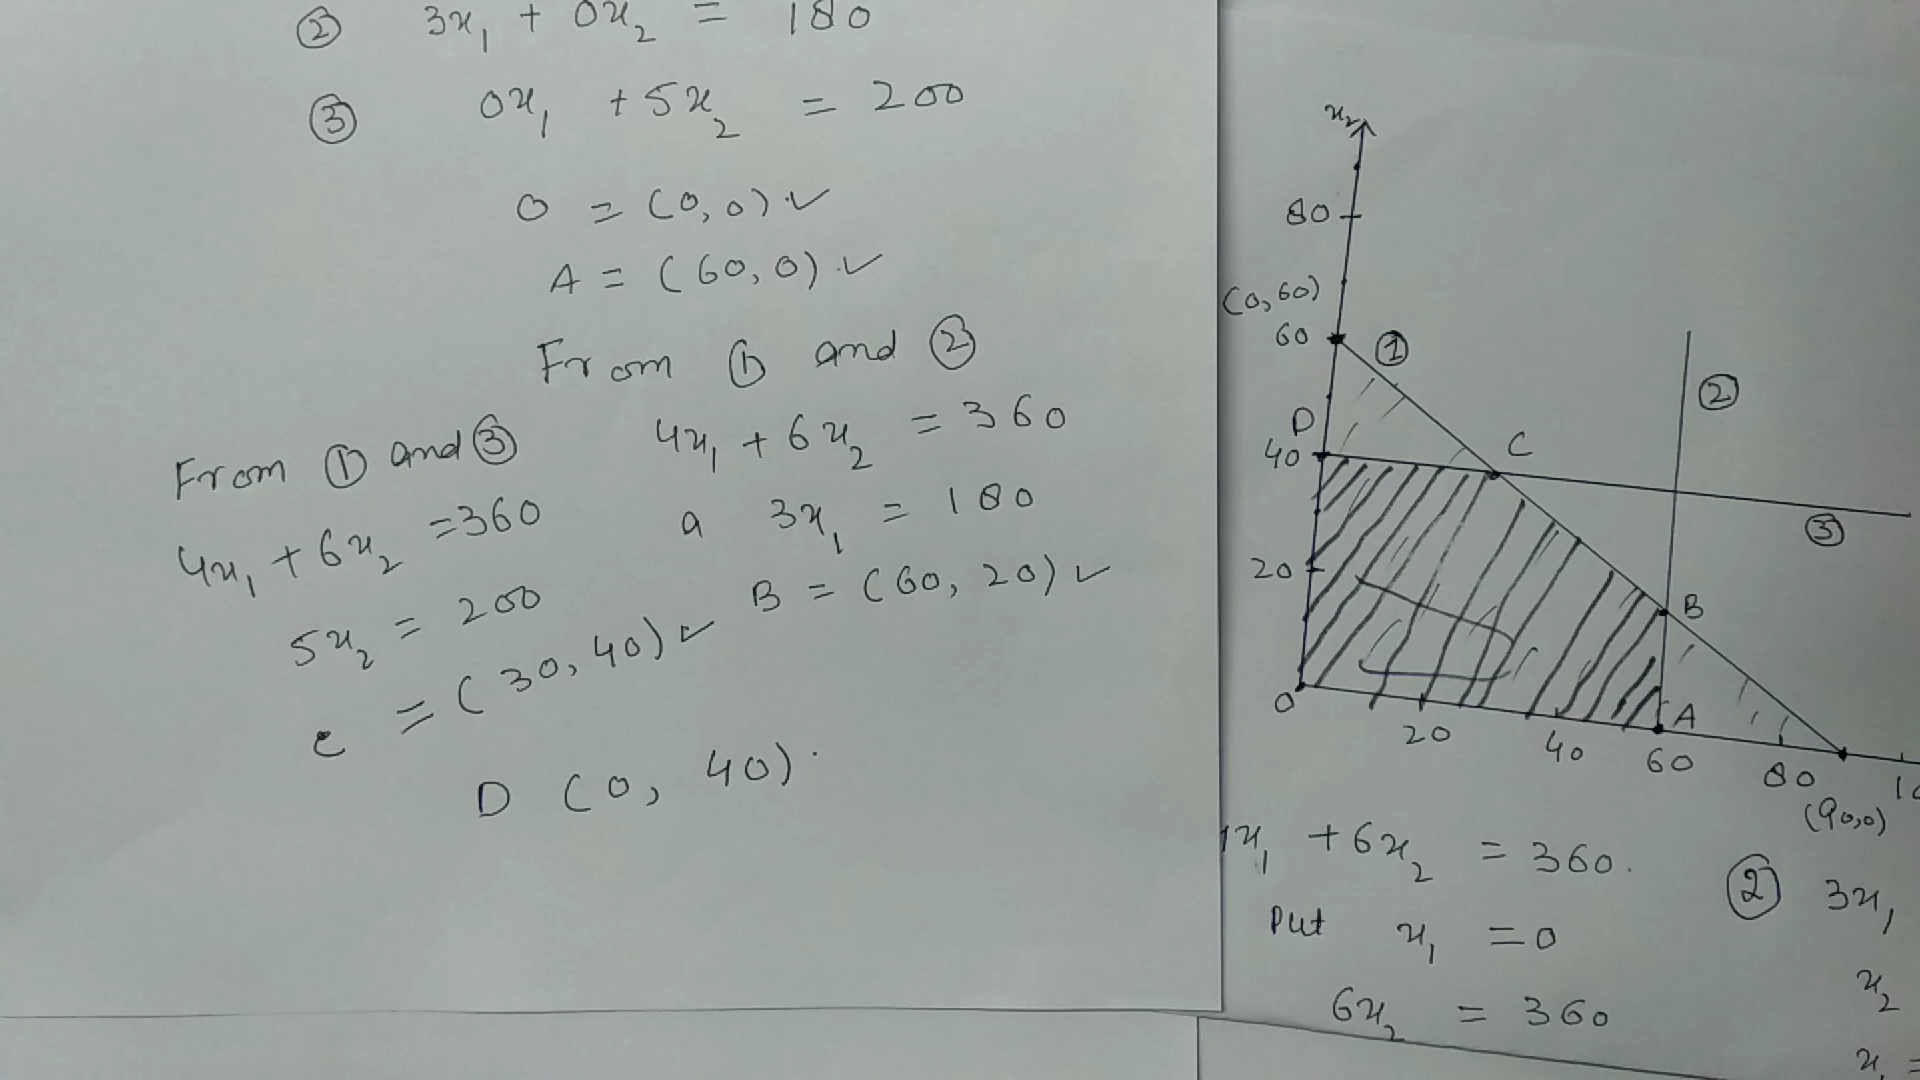 ② 3x₁ + 0x₂ = 180
③ 0x₁ + 5x₂ = 200
O = (0,0) ✓
A = (60,0) ✓
From ① and ②
4x₁ + 6x₂ = 360
a 3x₁ = 180
B = (60, 20) ✓
From ① and ③
4x₁ + 6x₂ = 360
5x₂ = 200
c = (30, 40) ✓
D (0, 40).
x₂
80
(0,60)
60
①
②
D
40
C
③
20
B
O
A
20
40
60
80
(90,0)
x₁ + 6x₂ = 360.
Put x₁ = 0
6x₂ = 360
② 3x₁
x₂